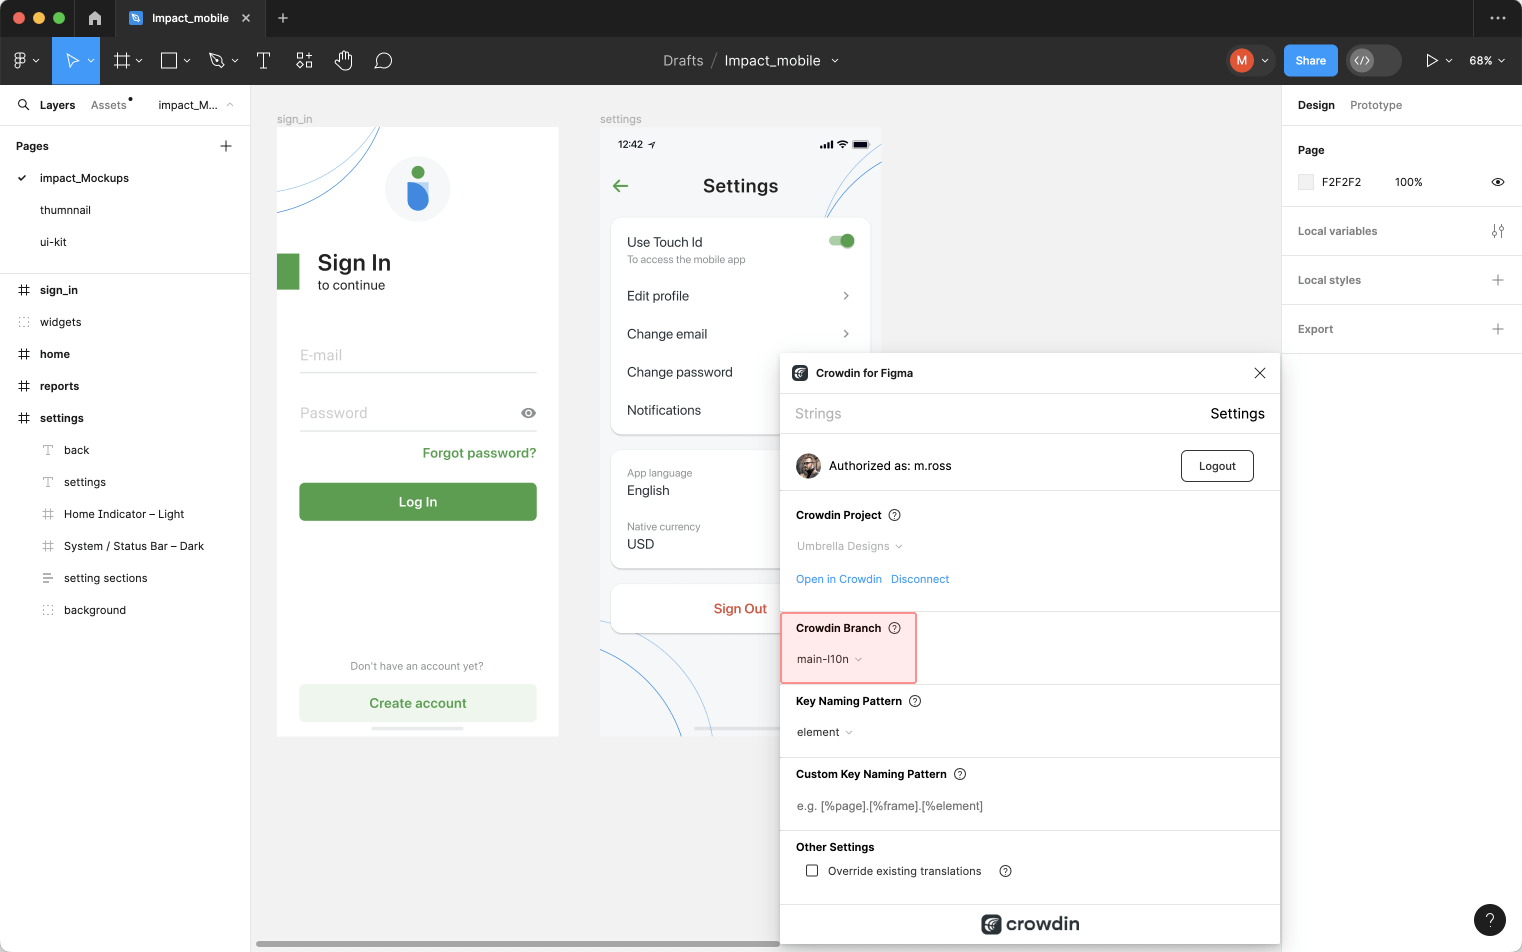 Impact_mobile
Drafts / Impact_mobile
M
Share
68%
Layers
Assets
impact_M...
Pages
impact_Mockups
thumnnail
ui-kit
sign_in
widgets
home
reports
settings
back
settings
Home Indicator – Light
System / Status Bar – Dark
setting sections
background
sign_in
Sign In
to continue
E-mail
Password
Forgot password?
Log In
Don't have an account yet?
Create account
settings
12:42
Settings
Use Touch Id
To access the mobile app
Edit profile
Change email
Change password
Notifications
App language
English
Native currency
USD
Sign Out
Crowdin for Figma
Strings
Settings
Authorized as: m.ross
Logout
Crowdin Project ?
Umbrella Designs
Open in Crowdin Disconnect
Crowdin Branch ?
main-l10n
Key Naming Pattern ?
element
Custom Key Naming Pattern ?
e.g. [%page].[%frame].[%element]
Other Settings
Override existing translations ?
crowdin
Design
Prototype
Page
F2F2F2
100%
Local variables
Local styles
Export
?